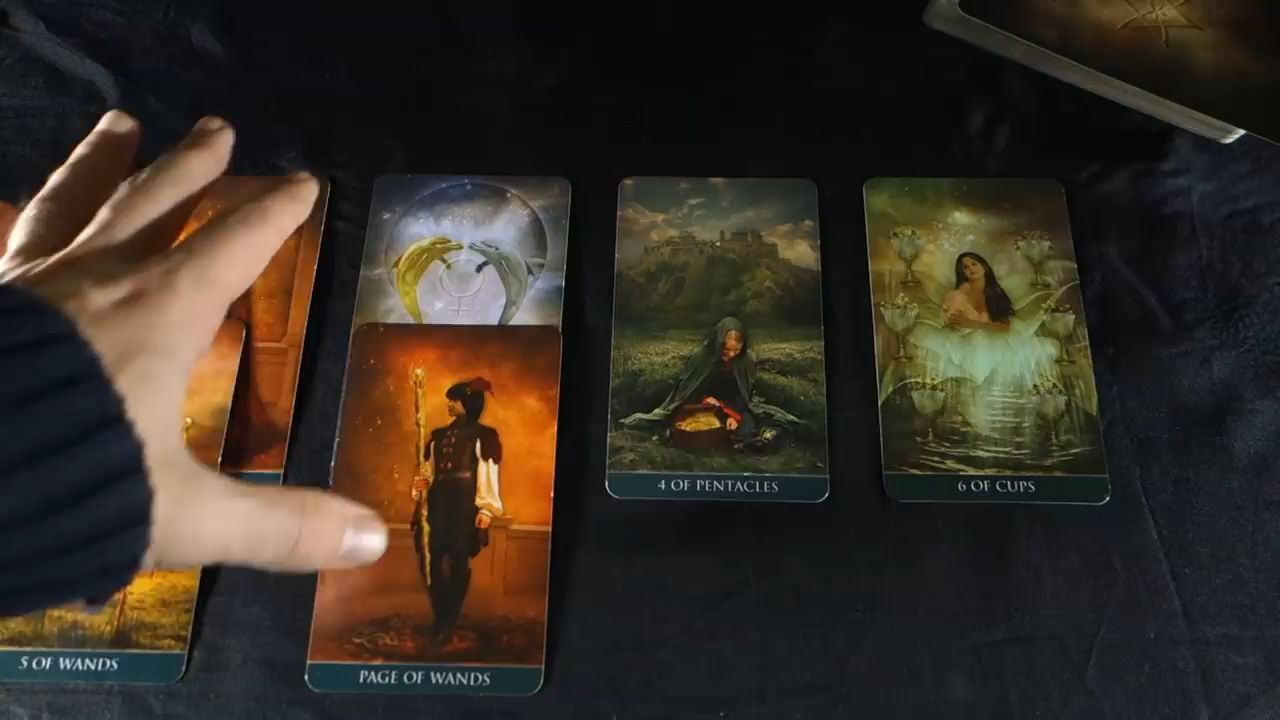 4 OF PENTACLES
6 OF CUPS
5 OF WANDS
PAGE OF WANDS